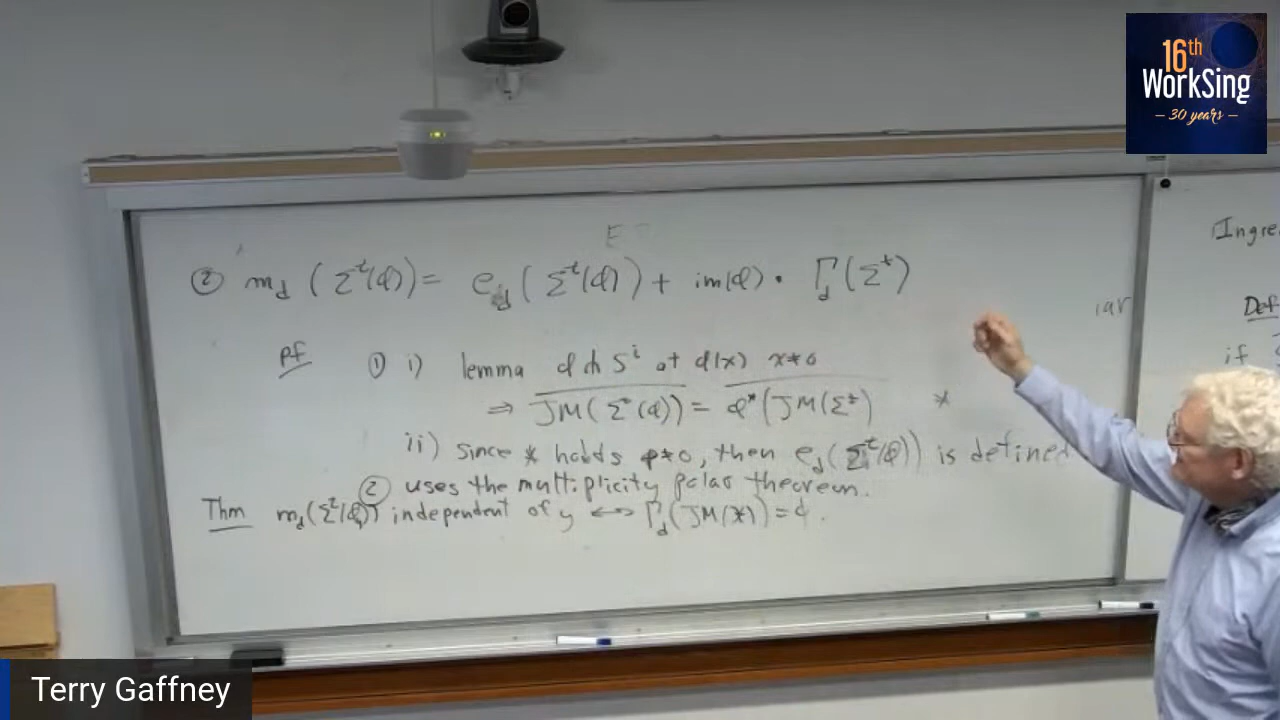 16th
WorkSing
— 30 years —
② m_d (Σ^t(φ)) = e_d (Σ^t(φ)) + im(φ) · Γ_d(Σ^t)
pf ① i) lemma φ ⋔ S^i at φ(x) x≠0
⇒ JM(Σ^t(φ)) = φ*(JM(Σ^t)) *
ii) since * holds φ≠0, then e_d(Σ^t(φ)) is defined
② uses the multiplicity polar theorem.
Thm m_d(Σ^t(φ)) independent of y ↔ Γ_d(JM(X)) = φ.
Def
if
Terry Gaffney